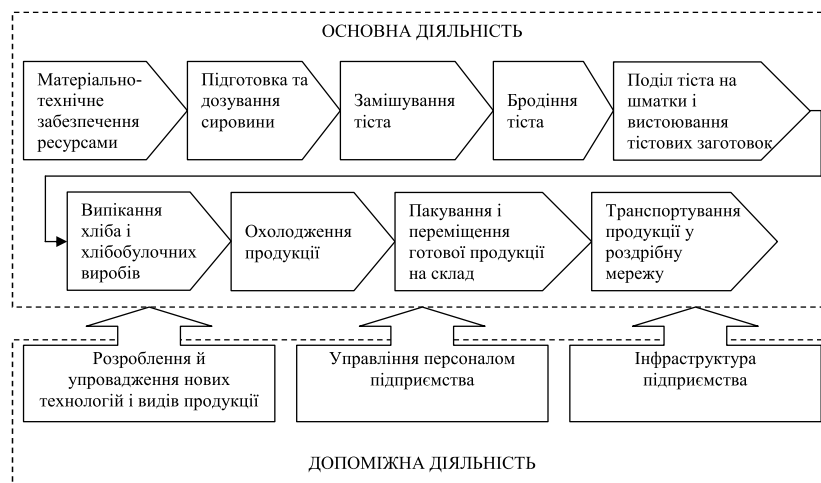 ОСНОВНА ДІЯЛЬНІСТЬ
Матеріально-
технічне
забезпечення
ресурсами
Підготовка та
дозування
сировини
Замішування
тіста
Бродіння
тіста
Поділ тіста на
шматки і
вистоювання
тістових заготовок
Випікання
хліба і
хлібобулочних
виробів
Охолодження
продукції
Пакування і
переміщення
готової продукції
на склад
Транспортування
продукції у
роздрібну
мережу
Розроблення й
упровадження нових
технологій і видів продукції
Управління персоналом
підприємства
Інфраструктура
підприємства
ДОПОМІЖНА ДІЯЛЬНІСТЬ